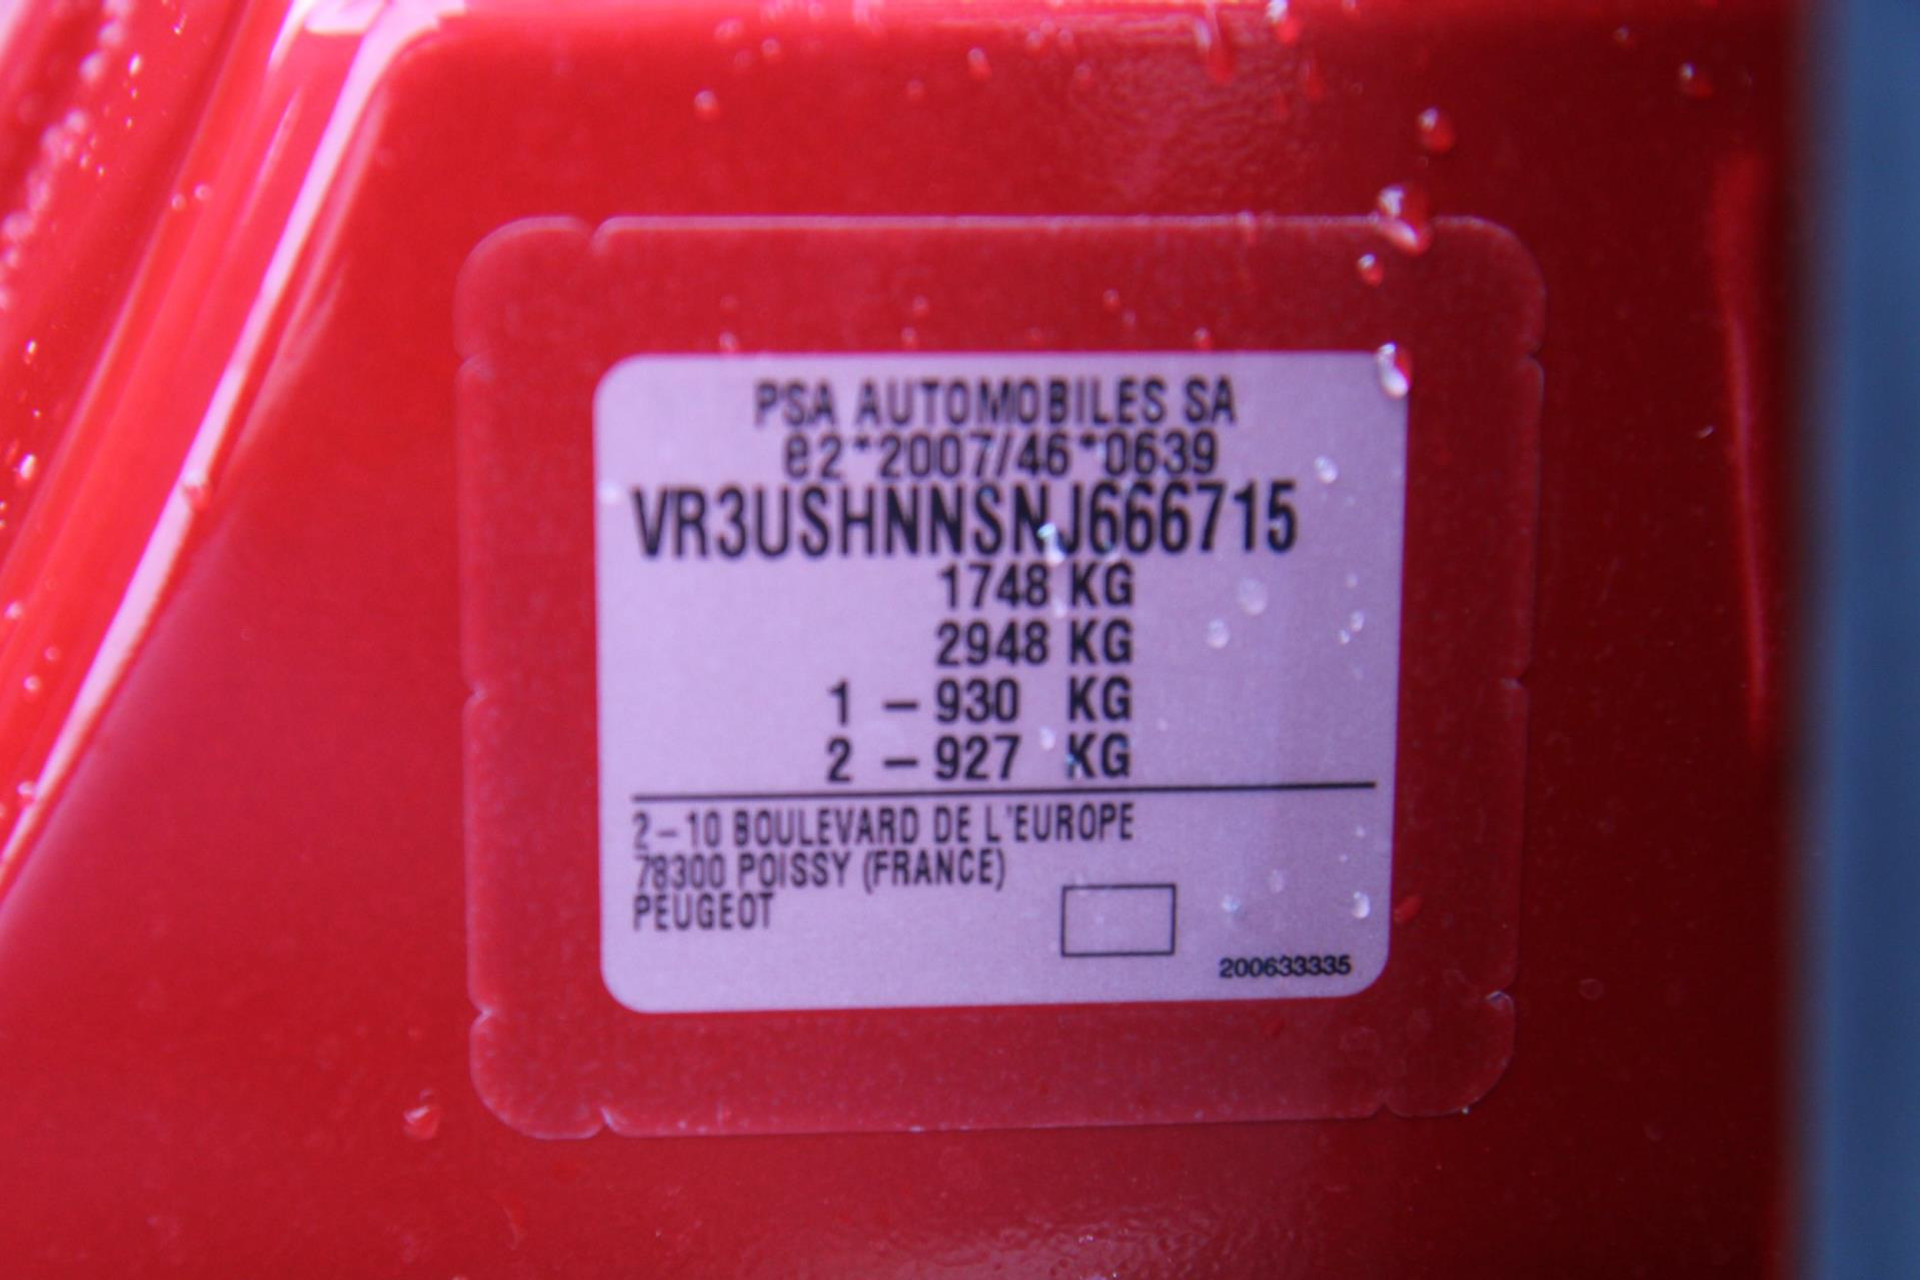 PSA AUTOMOBILES SA
e2*2007/46*0639
VR3USHNNSNJ666715
1748 KG
2948 KG
1 – 930 KG
2 – 927 KG
2–10 BOULEVARD DE L'EUROPE
78300 POISSY (FRANCE)
PEUGEOT
200633335